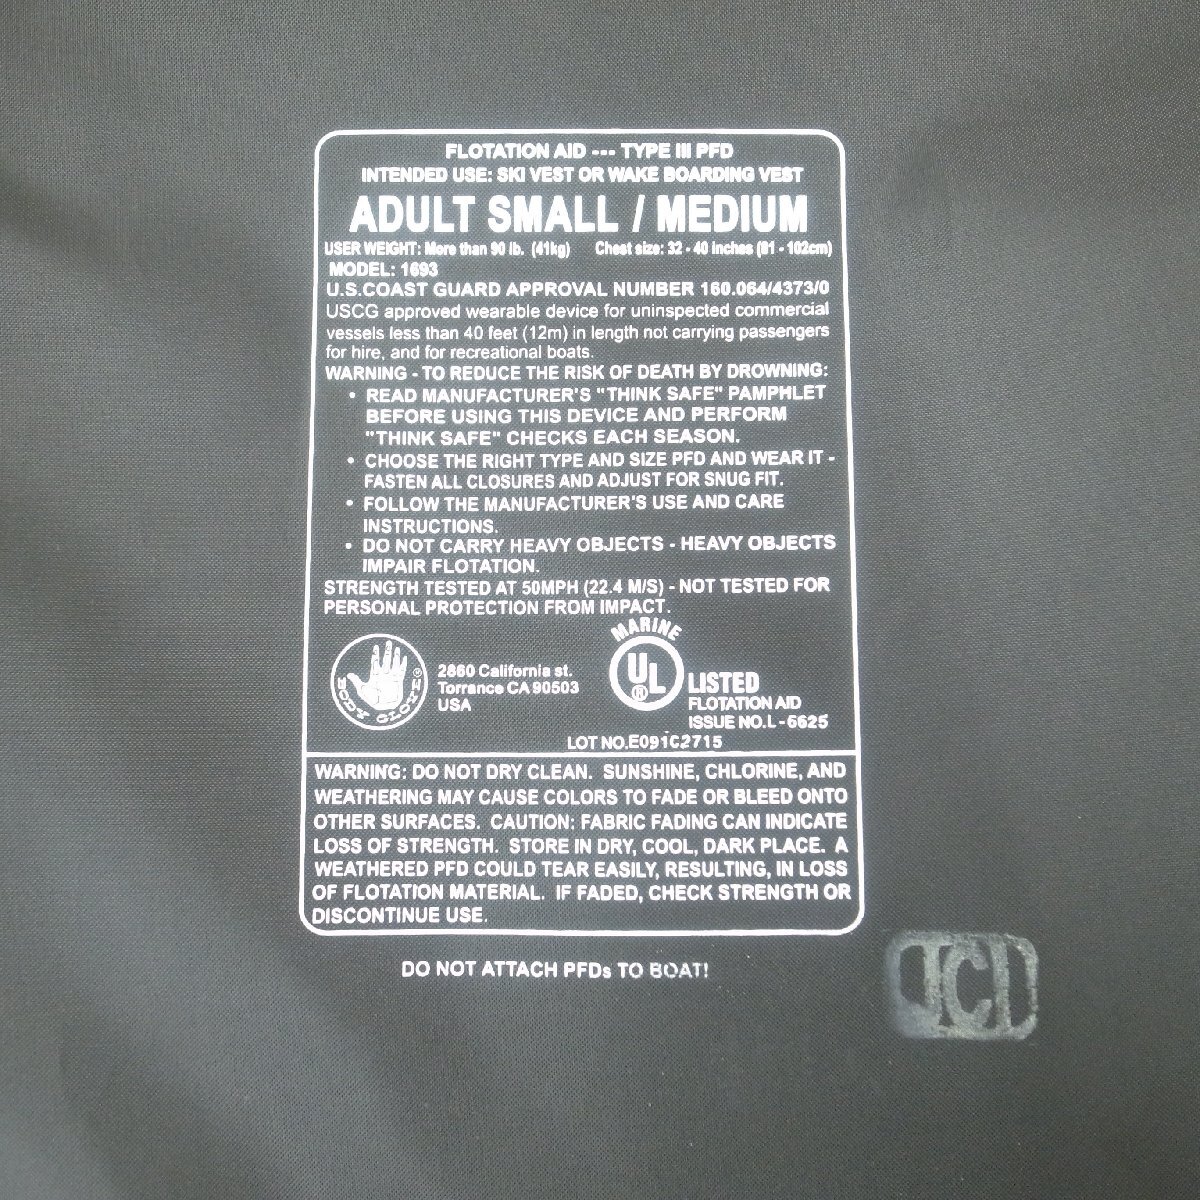 FLOTATION AID --- TYPE III PFD
INTENDED USE: SKI VEST OR WAKE BOARDING VEST
ADULT SMALL / MEDIUM
USER WEIGHT: More than 90 lb. (41kg) Chest size: 32 - 40 inches (81 - 102cm)
MODEL: 1693
U.S.COAST GUARD APPROVAL NUMBER 160.064/4373/0
USCG approved wearable device for uninspected commercial
vessels less than 40 feet (12m) in length not carrying passengers
for hire, and for recreational boats.
WARNING - TO REDUCE THE RISK OF DEATH BY DROWNING:
• READ MANUFACTURER'S "THINK SAFE" PAMPHLET
BEFORE USING THIS DEVICE AND PERFORM
"THINK SAFE" CHECKS EACH SEASON.
• CHOOSE THE RIGHT TYPE AND SIZE PFD AND WEAR IT -
FASTEN ALL CLOSURES AND ADJUST FOR SNUG FIT.
• FOLLOW THE MANUFACTURER'S USE AND CARE
INSTRUCTIONS.
• DO NOT CARRY HEAVY OBJECTS - HEAVY OBJECTS
IMPAIR FLOTATION.
STRENGTH TESTED AT 50MPH (22.4 M/S) - NOT TESTED FOR
PERSONAL PROTECTION FROM IMPACT.
BODY GLOVE®
2860 California st.
Torrance CA 90503
USA
MARINE
UL®
LISTED
FLOTATION AID
ISSUE NO.L - 6625
LOT NO.E091C2715
WARNING: DO NOT DRY CLEAN. SUNSHINE, CHLORINE, AND
WEATHERING MAY CAUSE COLORS TO FADE OR BLEED ONTO
OTHER SURFACES. CAUTION: FABRIC FADING CAN INDICATE
LOSS OF STRENGTH. STORE IN DRY, COOL, DARK PLACE. A
WEATHERED PFD COULD TEAR EASILY, RESULTING, IN LOSS
OF FLOTATION MATERIAL. IF FADED, CHECK STRENGTH OR
DISCONTINUE USE.
DO NOT ATTACH PFDs TO BOAT!
JCI